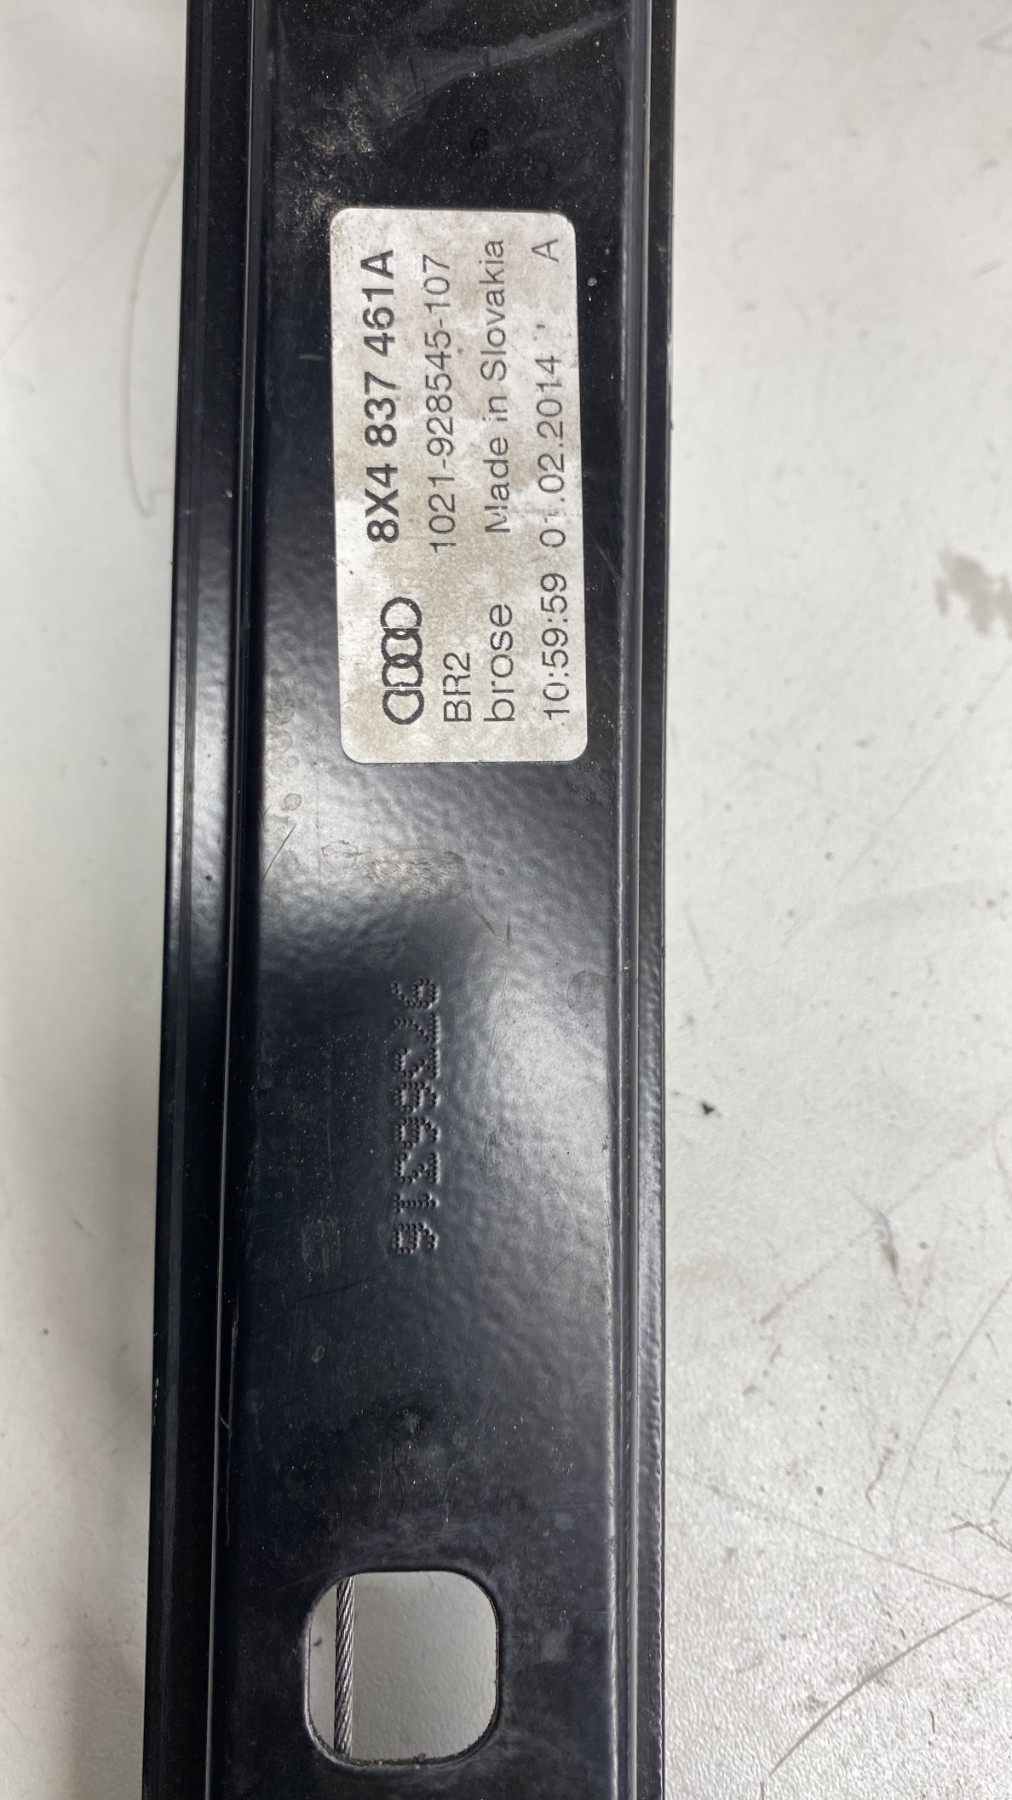 8X4 837 461A
BR2 1021-928545-107
brose Made in Slovakia
10:59:59 01.02.2014 A